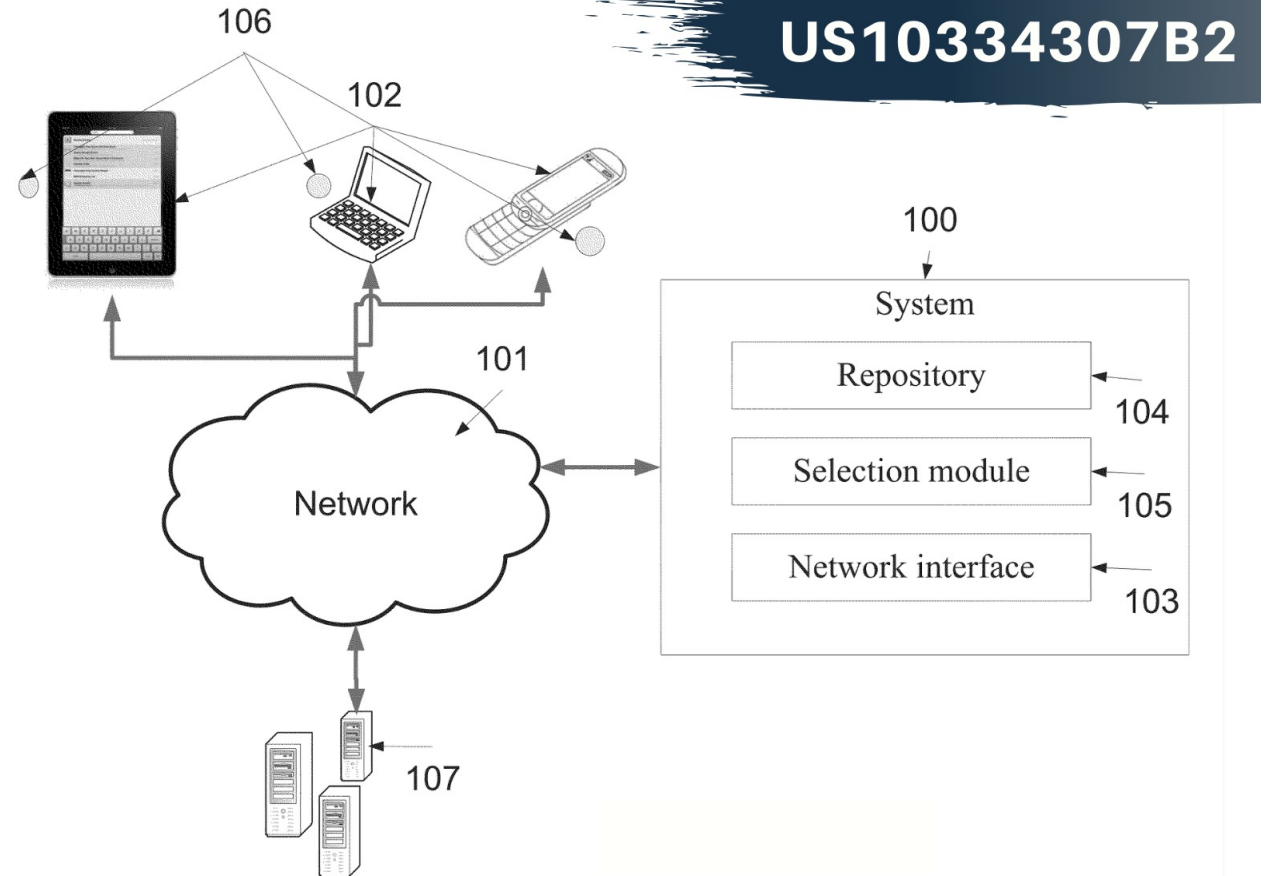 US10334307B2
106
102
100
System
101
Repository
104
Selection module
105
Network
Network interface
103
107